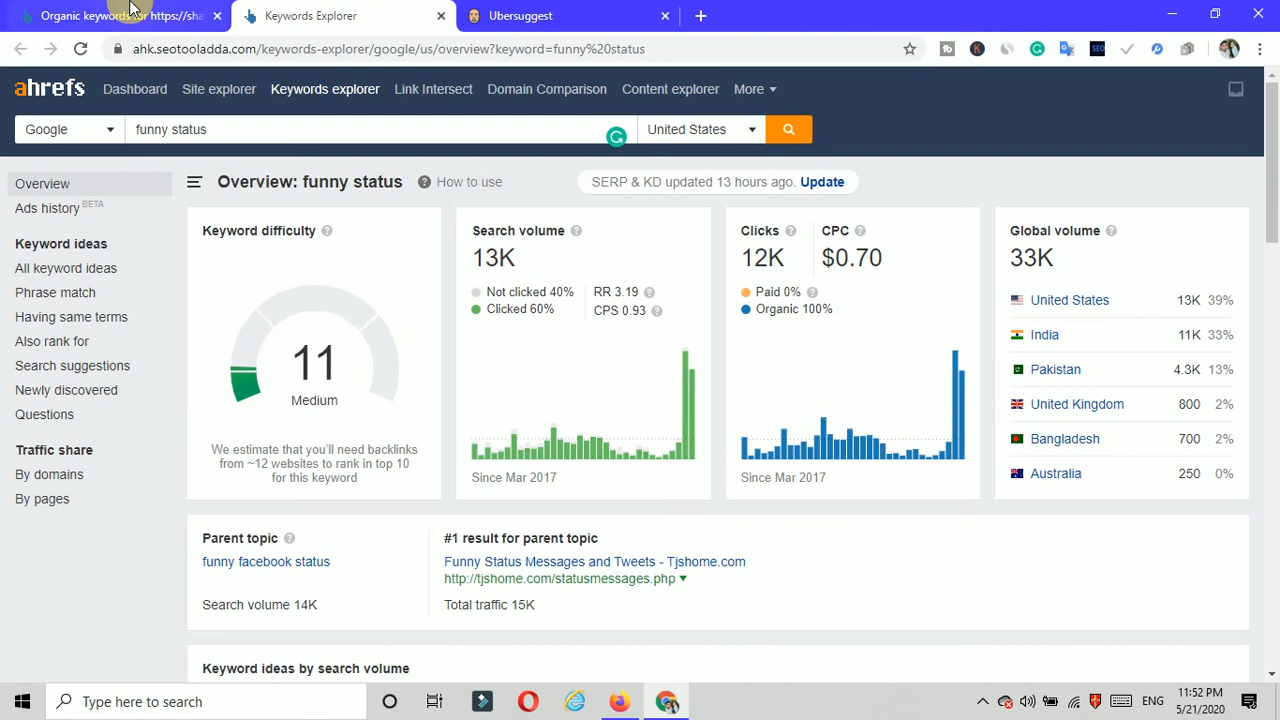 Organic keywords for https://sha
Keywords Explorer
Ubersuggest
ahk.seotooladda.com/keywords-explorer/google/us/overview?keyword=funny%20status
ahrefs
Dashboard
Site explorer
Keywords explorer
Link Intersect
Domain Comparison
Content explorer
More
Google
funny status
United States
Overview
Ads history BETA
Keyword ideas
All keyword ideas
Phrase match
Having same terms
Also rank for
Search suggestions
Newly discovered
Questions
Traffic share
By domains
By pages
Overview: funny status
? How to use
SERP & KD updated 13 hours ago. Update
Keyword difficulty ?
11
Medium
We estimate that you'll need backlinks
from ~12 websites to rank in top 10
for this keyword
Search volume ?
13K
Not clicked 40%
Clicked 60%
RR 3.19 ?
CPS 0.93 ?
Since Mar 2017
Clicks ?
12K
CPC ?
$0.70
Paid 0% ?
Organic 100%
Since Mar 2017
Global volume ?
33K
United States 13K 39%
India 11K 33%
Pakistan 4.3K 13%
United Kingdom 800 2%
Bangladesh 700 2%
Australia 250 0%
Parent topic ?
funny facebook status
Search volume 14K
#1 result for parent topic
Funny Status Messages and Tweets - Tjshome.com
http://tjshome.com/statusmessages.php
Total traffic 15K
Keyword ideas by search volume
Type here to search
ENG
11:52 PM
5/21/2020